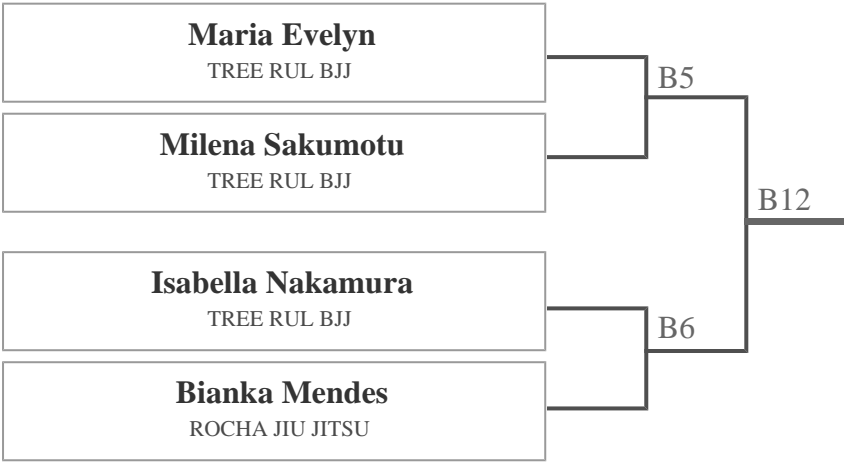 Maria Evelyn
TREE RUL BJJ
B5
Milena Sakumotu
TREE RUL BJJ
B12
Isabella Nakamura
TREE RUL BJJ
B6
Bianka Mendes
ROCHA JIU JITSU